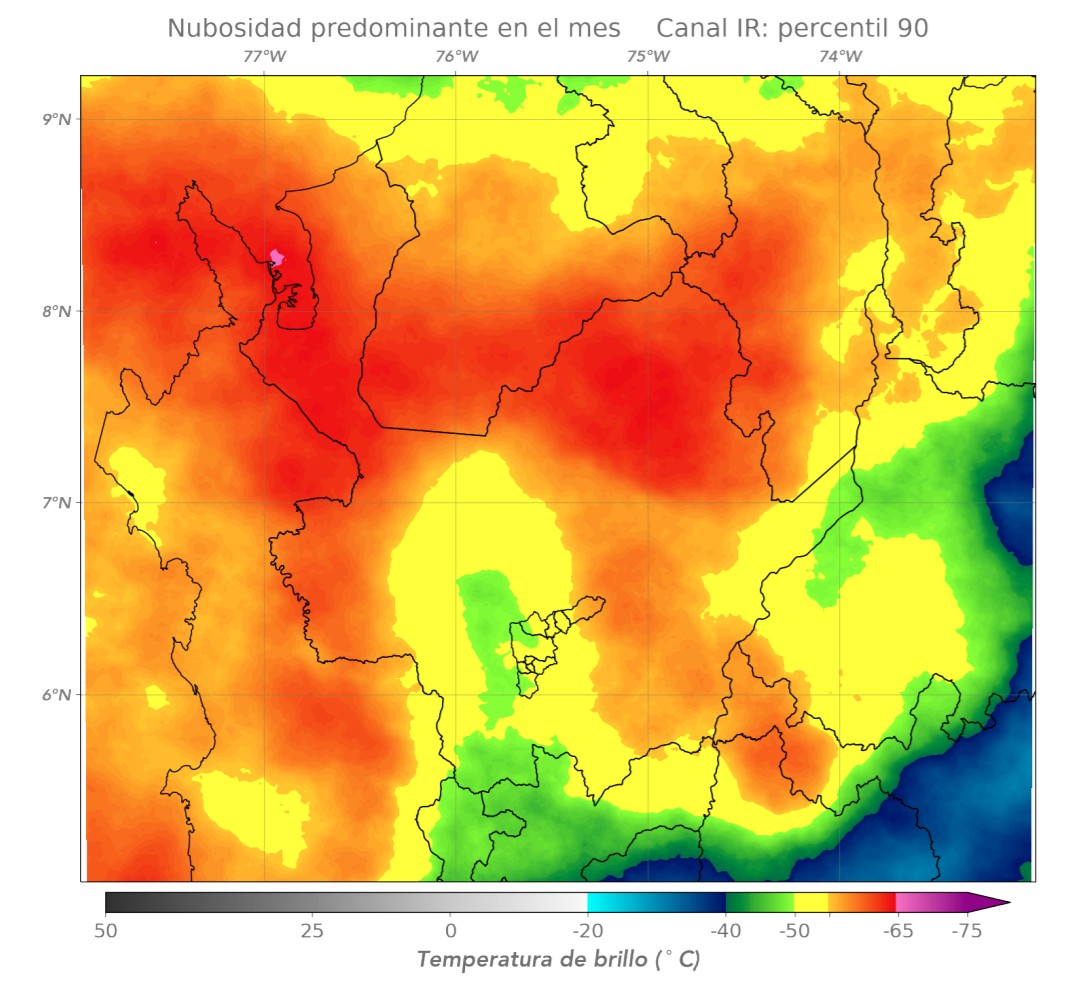 Nubosidad predominante en el mes Canal IR: percentil 90
77°W 76°W 75°W 74°W
9°N
8°N
7°N
6°N
50 25 0 -20 -40 -50 -65 -75
Temperatura de brillo (°C)